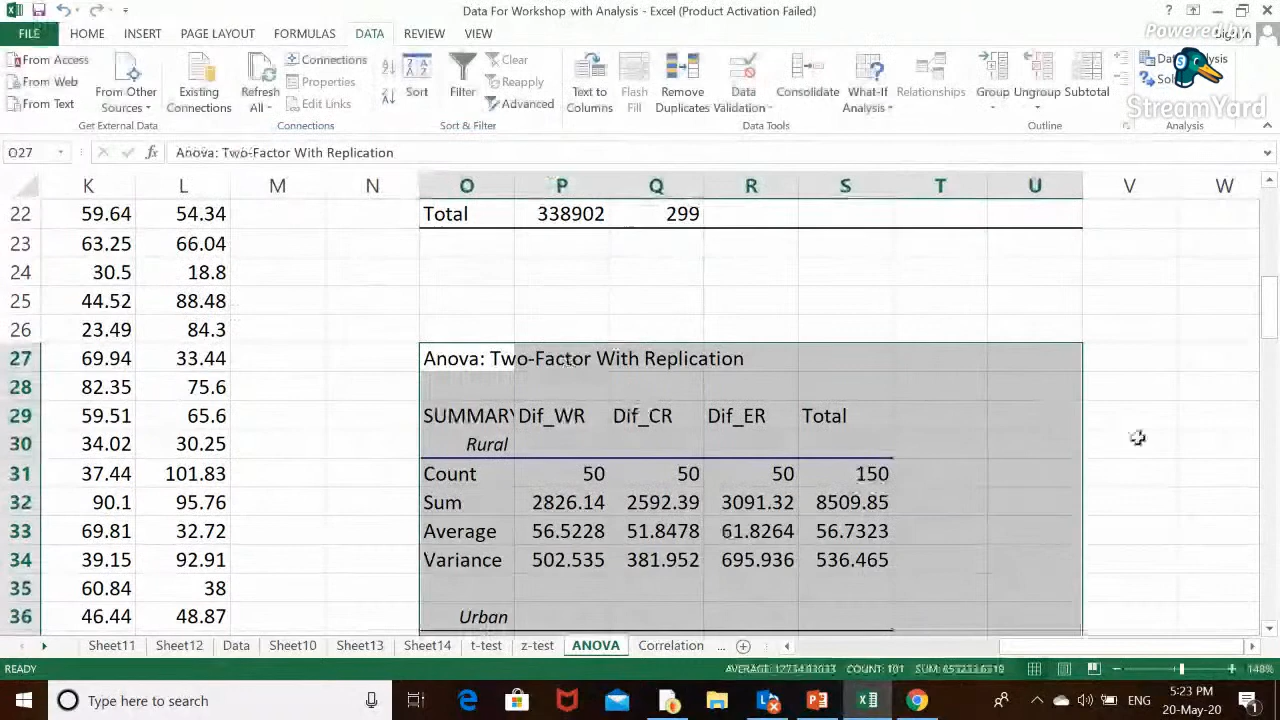 Data For Workshop with Analysis - Excel (Product Activation Failed)
Powered by
StreamYard
FILE HOME INSERT PAGE LAYOUT FORMULAS DATA REVIEW VIEW
From Access
From Web
From Text
From Other Sources
Existing Connections
Refresh All
Connections
Properties
Edit Links
Sort
Filter
Clear
Reapply
Advanced
Text to Columns
Flash Fill
Remove Duplicates
Data Validation
Consolidate
What-If Analysis
Relationships
Group
Ungroup
Subtotal
Get External Data Connections Sort & Filter Data Tools Outline Analysis
O27 fx Anova: Two-Factor With Replication
K L M N O P Q R S T U V W
22 59.64 54.34 Total 338902 299
23 63.25 66.04
24 30.5 18.8
25 44.52 88.48
26 23.49 84.3
27 69.94 33.44 Anova: Two-Factor With Replication
28 82.35 75.6
29 59.51 65.6 SUMMARY Dif_WR Dif_CR Dif_ER Total
30 34.02 30.25 Rural
31 37.44 101.83 Count 50 50 50 150
32 90.1 95.76 Sum 2826.14 2592.39 3091.32 8509.85
33 69.81 32.72 Average 56.5228 51.8478 61.8264 56.7323
34 39.15 92.91 Variance 502.535 381.952 695.936 536.465
35 60.84 38
36 46.44 48.87 Urban
Sheet11 Sheet12 Data Sheet10 Sheet13 Sheet14 t-test z-test ANOVA Correlation ...
READY COUNT: 101 148%
Type here to search
ENG
5:23 PM
20-May-20
1